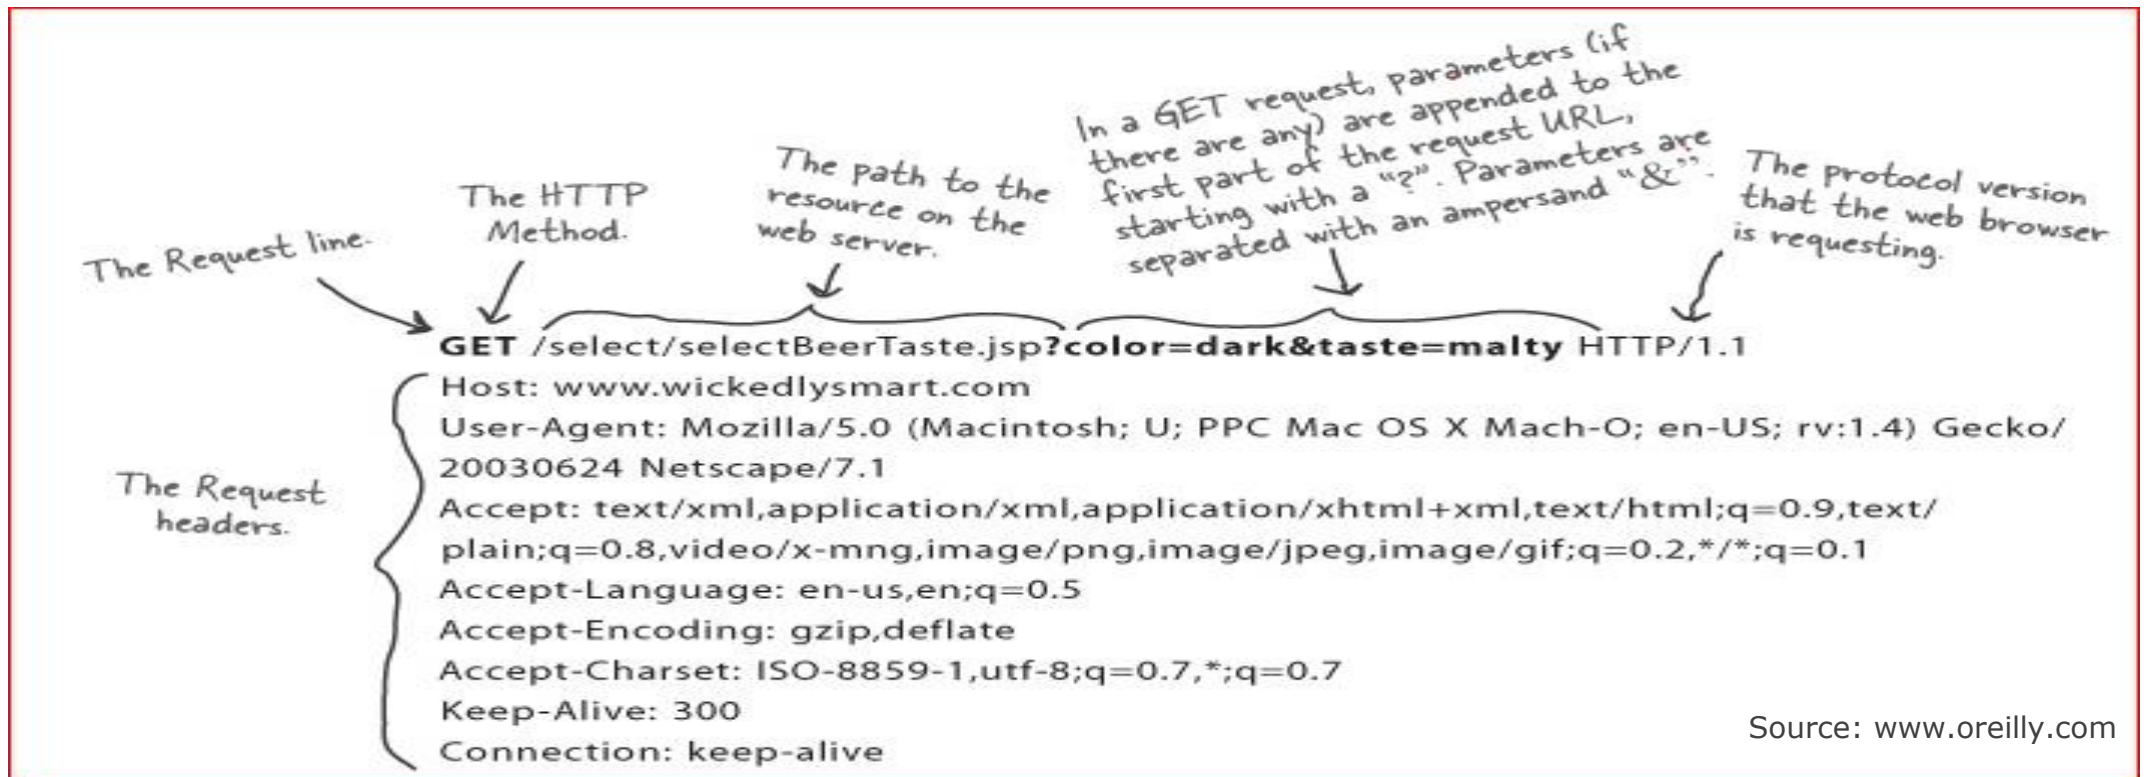 In a GET request, parameters (if
there are any) are appended to the
first part of the request URL,
starting with a “?”. Parameters are
separated with an ampersand “&”.
The path to the
resource on the
web server.
The protocol version
that the web browser
is requesting.
The HTTP
Method.
The Request line.
GET /select/selectBeerTaste.jsp?color=dark&taste=malty HTTP/1.1
Host: www.wickedlysmart.com
User-Agent: Mozilla/5.0 (Macintosh; U; PPC Mac OS X Mach-O; en-US; rv:1.4) Gecko/
20030624 Netscape/7.1
The Request
headers.
Accept: text/xml,application/xml,application/xhtml+xml,text/html;q=0.9,text/
plain;q=0.8,video/x-mng,image/png,image/jpeg,image/gif;q=0.2,*/*;q=0.1
Accept-Language: en-us,en;q=0.5
Accept-Encoding: gzip,deflate
Accept-Charset: ISO-8859-1,utf-8;q=0.7,*;q=0.7
Keep-Alive: 300
Connection: keep-alive
Source: www.oreilly.com